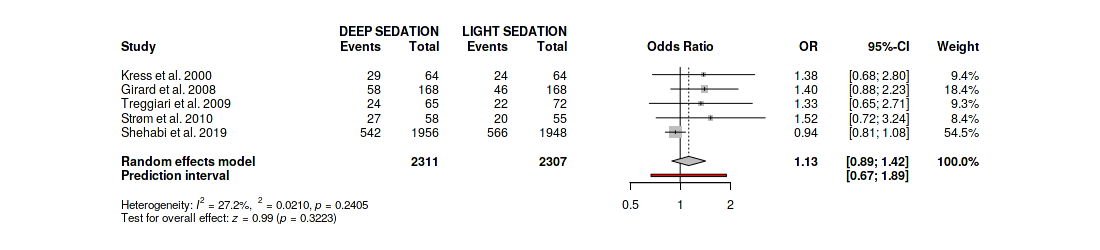 DEEP SEDATION LIGHT SEDATION
Study Events Total Events Total Odds Ratio OR 95%-CI Weight
Kress et al. 2000 29 64 24 64 1.38 [0.68; 2.80] 9.4%
Girard et al. 2008 58 168 46 168 1.40 [0.88; 2.23] 18.4%
Treggiari et al. 2009 24 65 22 72 1.33 [0.65; 2.71] 9.3%
Strøm et al. 2010 27 58 20 55 1.52 [0.72; 3.24] 8.4%
Shehabi et al. 2019 542 1956 566 1948 0.94 [0.81; 1.08] 54.5%
Random effects model 2311 2307 1.13 [0.89; 1.42] 100.0%
Prediction interval [0.67; 1.89]
0.5 1 2
Heterogeneity: I² = 27.2%, ² = 0.0210, p = 0.2405
Test for overall effect: z = 0.99 (p = 0.3223)